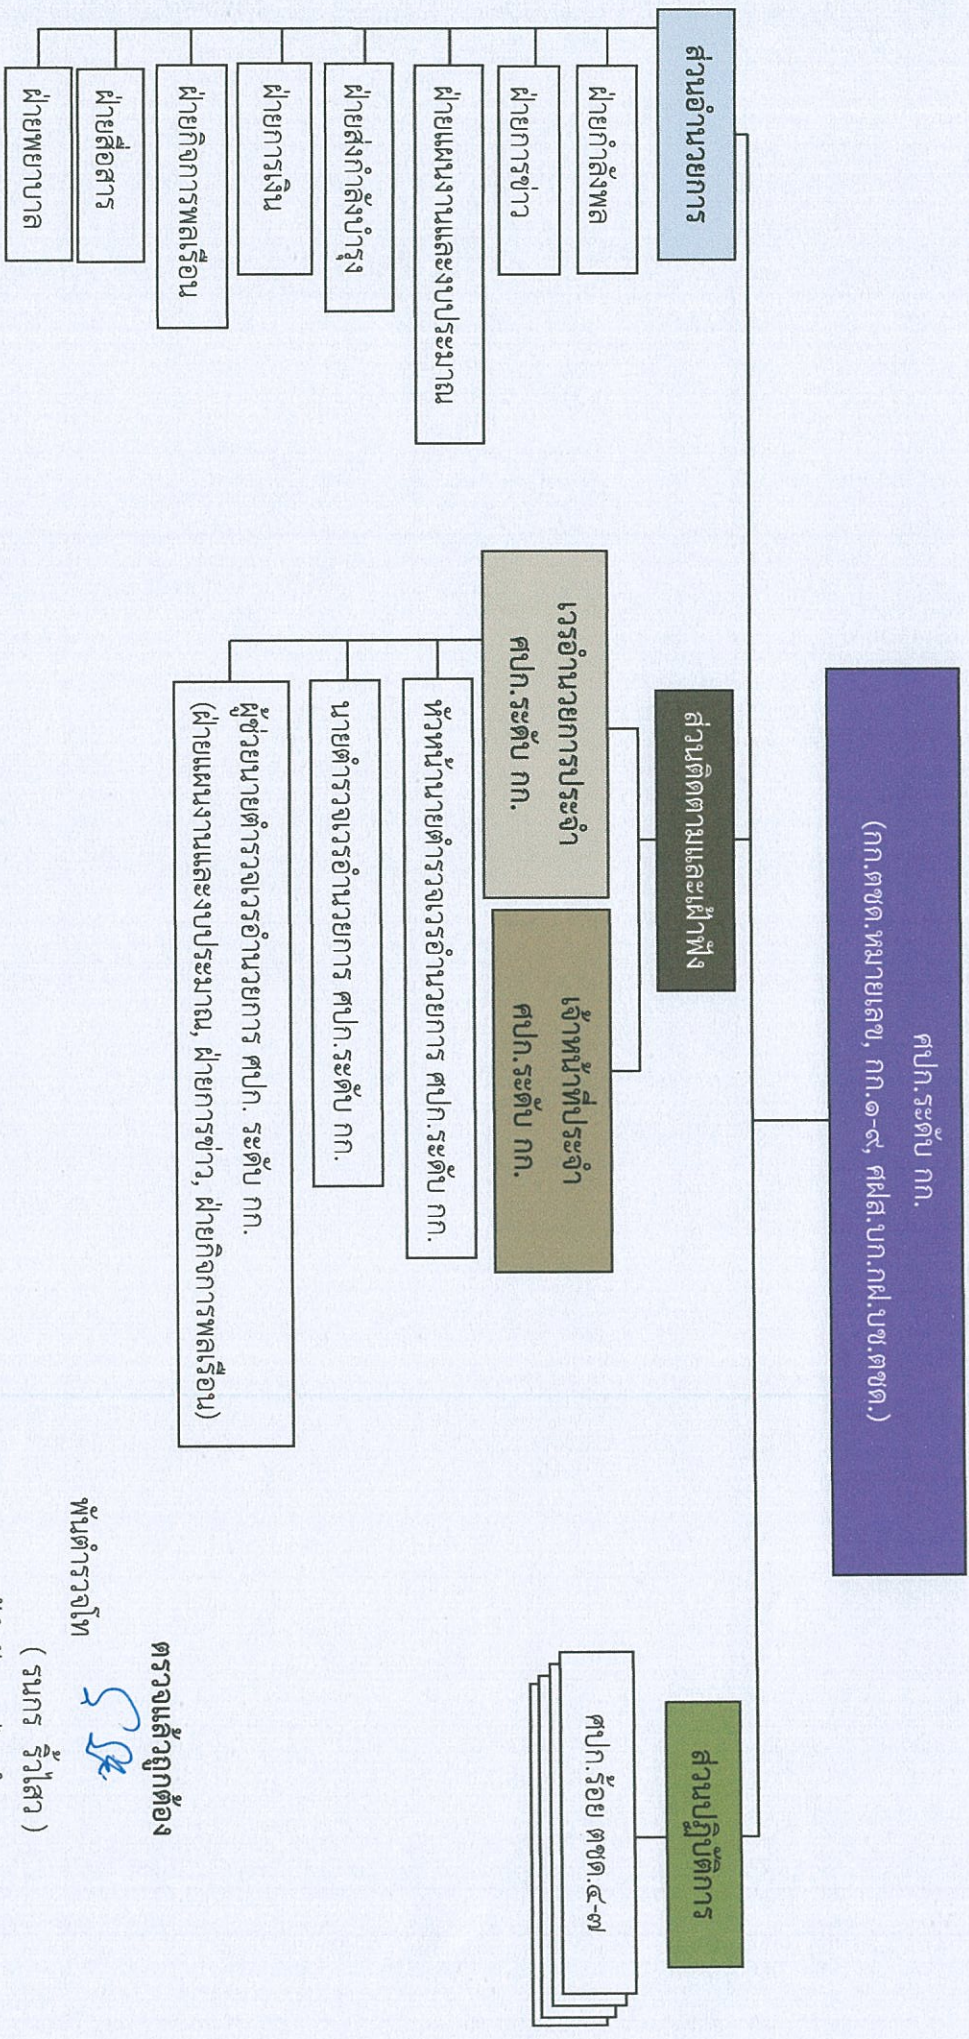 ศปก.ระดับ กก.
(กก.ตชด.หมายเลข, กก.๑-๙, ศฝส.บก.กฝ.บช.ตชด.)
ส่วนอำนวยการ
ฝ่ายกำลังพล
ฝ่ายการข่าว
ฝ่ายแผนงานและงบประมาณ
ฝ่ายส่งกำลังบำรุง
ฝ่ายการเงิน
ฝ่ายกิจการพลเรือน
ฝ่ายสื่อสาร
ฝ่ายพยาบาล
ส่วนติดตามและเฝ้าฟัง
เวรอำนวยการประจำ
ศปก.ระดับ กก.
เจ้าหน้าที่ประจำ
ศปก.ระดับ กก.
หัวหน้านายตำรวจเวรอำนวยการ ศปก.ระดับ กก.
นายตำรวจเวรอำนวยการ ศปก.ระดับ กก.
ผู้ช่วยนายตำรวจเวรอำนวยการ ศปก. ระดับ กก.
(ฝ่ายแผนงานและงบประมาณ, ฝ่ายการข่าว, ฝ่ายกิจการพลเรือน)
ส่วนปฏิบัติการ
ศปก.ร้อย ตชด.๔-๗
ตรวจแล้วถูกต้อง
พันตำรวจโท
( รนกร ริ้วไสว )